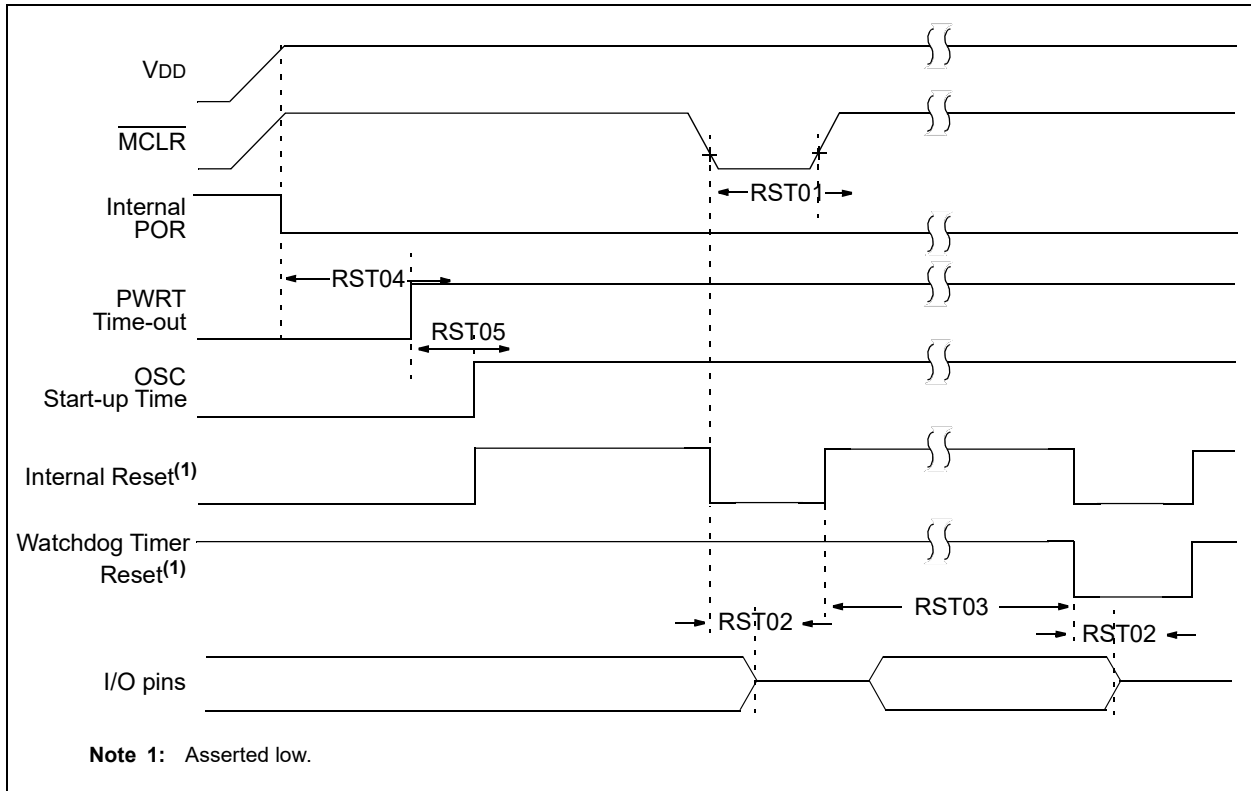 VDD
MCLR
RST01
Internal
POR
RST04
PWRT
Time-out
RST05
OSC
Start-up Time
Internal Reset(1)
Watchdog Timer
Reset(1)
RST03
RST02
RST02
I/O pins
Note 1: Asserted low.